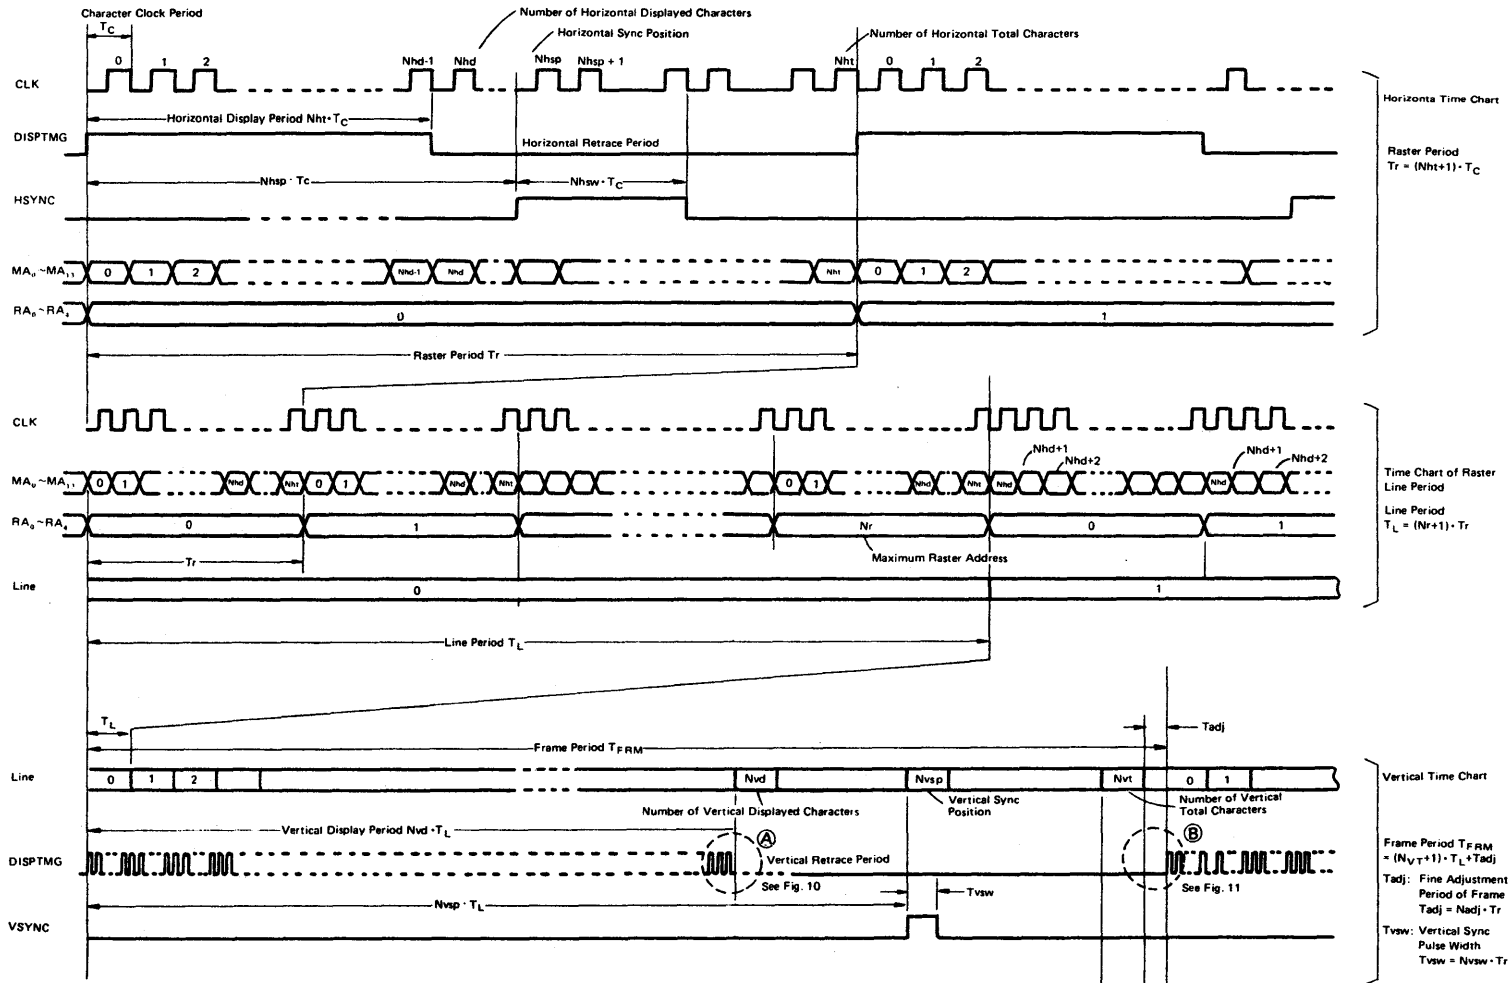 Character Clock Period
TC
Number of Horizontal Displayed Characters
Horizontal Sync Position
Number of Horizontal Total Characters
0 1 2 Nhd-1 Nhd Nhsp Nhsp + 1 Nht 0 1 2
CLK
Horizonta Time Chart
Horizontal Display Period Nht·TC
DISPTMG
Horizontal Retrace Period
Raster Period
Tr = (Nht+1)·TC
Nhsp · Tc
Nhsw·TC
HSYNC
MA₀~MA₁₁ 0 1 2 Nhd-1 Nhd Nht 0 1 2
RA₀~RA₄ 0 1
Raster Period Tr
CLK
Nhd+1
Nhd+2
Nhd+1
Nhd+2
MA₀~MA₁₁ 0 1 Nhd Nht 0 1 Nhd Nht 0 1 Nhd Nht Nhd Nhd
Time Chart of Raster
Line Period
RA₀~RA₄ 0 1 Nr 0 1
Line Period
TL = (Nr+1)·Tr
Tr
Maximum Raster Address
Line 0 1
Line Period TL
TL
Tadj
Frame Period TFRM
Line 0 1 2 Nvd Nvsp Nvt 0 1
Vertical Time Chart
Number of Vertical Displayed Characters
Vertical Sync
Position
Number of Vertical
Total Characters
Vertical Display Period Nvd·TL
A
B
DISPTMG
Vertical Retrace Period
See Fig. 10
See Fig. 11
Frame Period TFRM
= (NVT+1)·TL+Tadj
Tadj: Fine Adjustment
Period of Frame
Tadj = Nadj·Tr
Nvsp·TL
Tvsw
VSYNC
Tvsw: Vertical Sync
Pulse Width
Tvsw = Nvsw·Tr